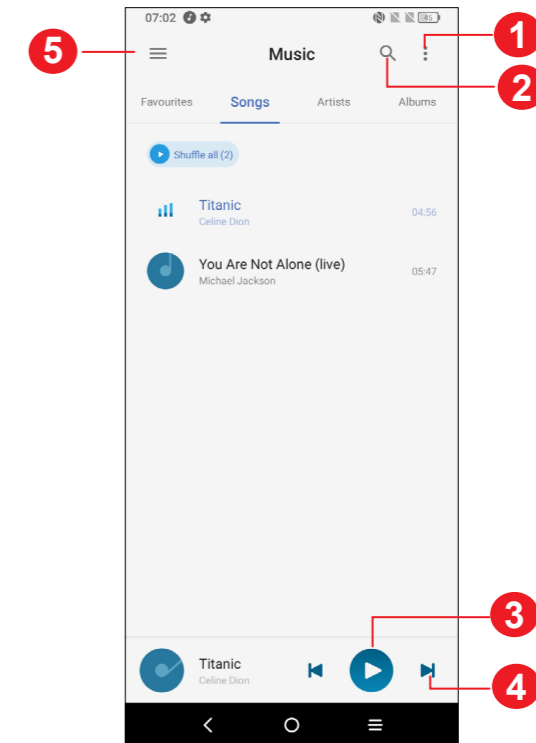 07:02 45
1
5
Music
2
Favourites Songs Artists Albums
Shuffle all (2)
Titanic
Celine Dion
04:56
You Are Not Alone (live)
Michael Jackson
05:47
3
Titanic
Celine Dion
4